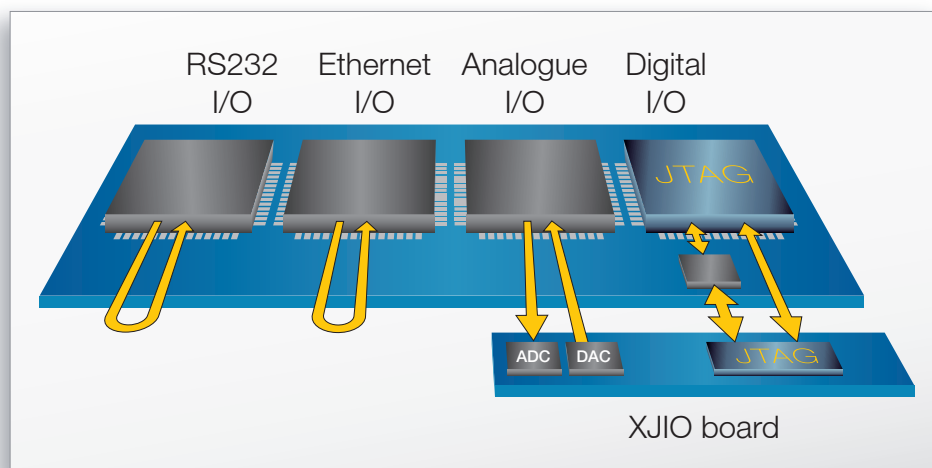 RS232 Ethernet Analogue Digital
I/O I/O I/O I/O
JTAG
ADC DAC JTAG
XJIO board